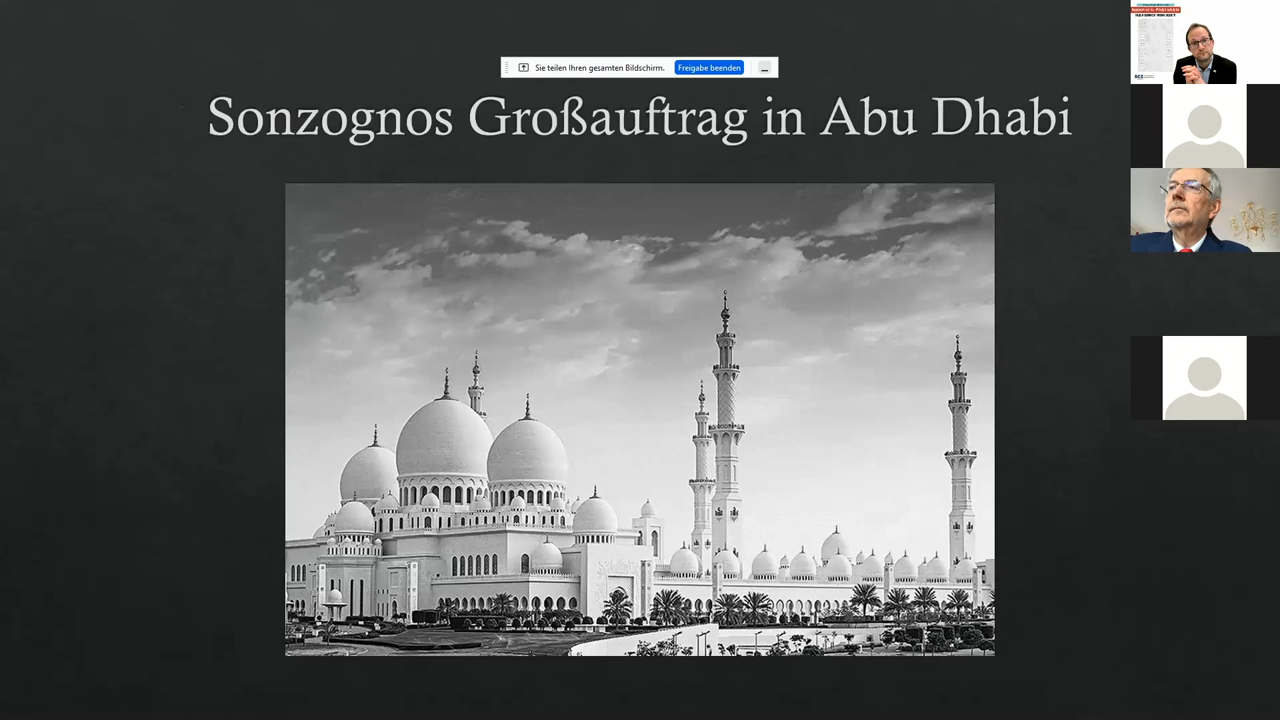 Sie teilen Ihren gesamten Bildschirm.
Freigabe beenden
Sonzognos Großauftrag in Abu Dhabi